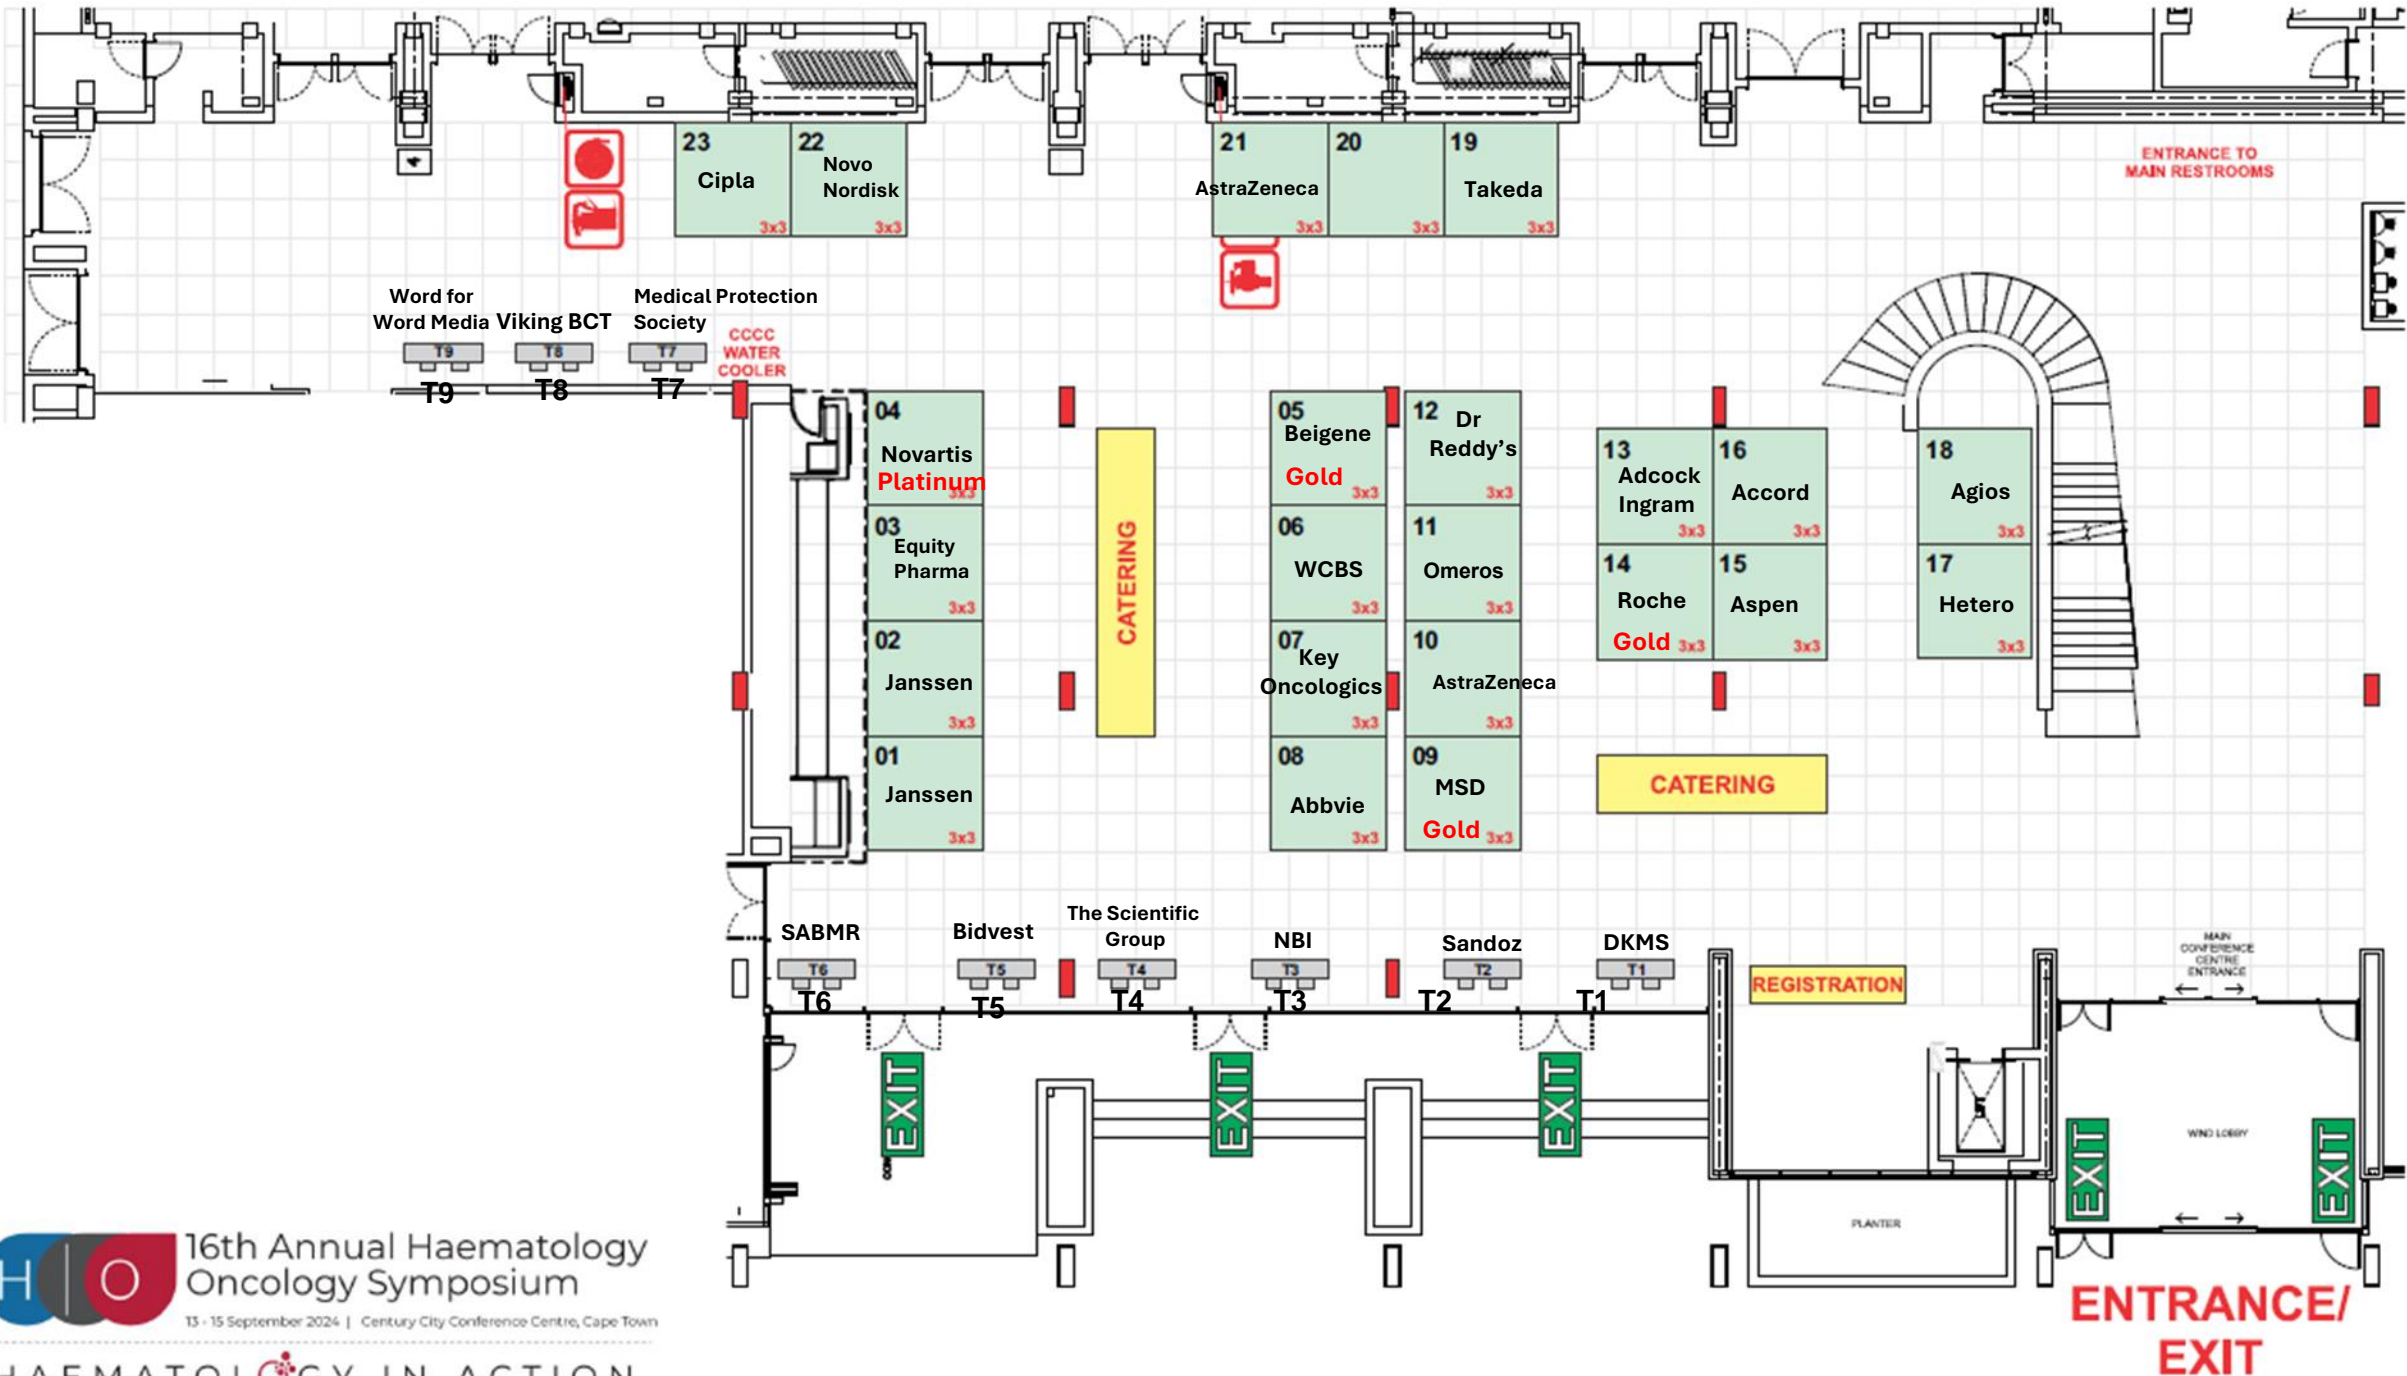 4
23
Cipla
3x3
22
Novo
Nordisk
3x3
21
AstraZeneca
3x3
20
3x3
19
Takeda
3x3
ENTRANCE TO
MAIN RESTROOMS
Word for
Word Media
T9
T9
Viking BCT
T8
T8
Medical Protection
Society
T7
T7
CCCC
WATER
COOLER
04
Novartis
Platinum
3x3
03
Equity
Pharma
3x3
02
Janssen
3x3
01
Janssen
3x3
CATERING
05
Beigene
Gold
3x3
06
WCBS
3x3
07
Key
Oncologics
3x3
08
Abbvie
3x3
12
Dr
Reddy’s
3x3
11
Omeros
3x3
10
AstraZeneca
3x3
09
MSD
Gold
3x3
13
Adcock
Ingram
3x3
16
Accord
3x3
14
Roche
Gold
3x3
15
Aspen
3x3
18
Agios
3x3
17
Hetero
3x3
CATERING
SABMR
T6
T6
Bidvest
T5
T5
The Scientific
Group
T4
T4
NBI
T3
T3
Sandoz
T2
T2
DKMS
T1
T1
REGISTRATION
MAIN
CONFERENCE
CENTRE
ENTRANCE
EXIT
EXIT
EXIT
LIFT
WIND LOBBY
EXIT
EXIT
PLANTER
ENTRANCE/
EXIT
H O
16th Annual Haematology
Oncology Symposium
13 - 15 September 2024 | Century City Conference Centre, Cape Town
HAEMATOLOGY IN ACTION